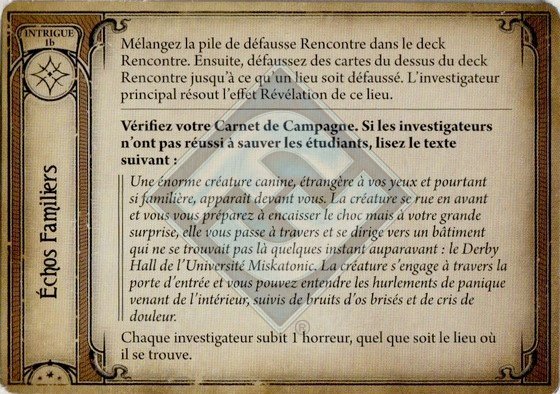 INTRIGUE
1b
Échos Familiers
Mélangez la pile de défausse Rencontre dans le deck
Rencontre. Ensuite, défaussez des cartes du dessus du deck
Rencontre jusqu'à ce qu'un lieu soit défaussé. L'investigateur
principal résout l'effet Révélation de ce lieu.
Vérifiez votre Carnet de Campagne. Si les investigateurs
n'ont pas réussi à sauver les étudiants, lisez le texte
suivant :
Une énorme créature canine, étrangère à vos yeux et pourtant
si familière, apparaît devant vous. La créature se rue en avant
et vous vous préparez à encaisser le choc mais à votre grande
surprise, elle vous passe à travers et se dirige vers un bâtiment
qui ne se trouvait pas là quelques instant auparavant : le Derby
Hall de l'Université Miskatonic. La créature s'engage à travers la
porte d'entrée et vous pouvez entendre les hurlements de panique
venant de l'intérieur, suivis de bruits d'os brisés et de cris de
douleur.
®
Chaque investigateur subit 1 horreur, quel que soit le lieu où
il se trouve.